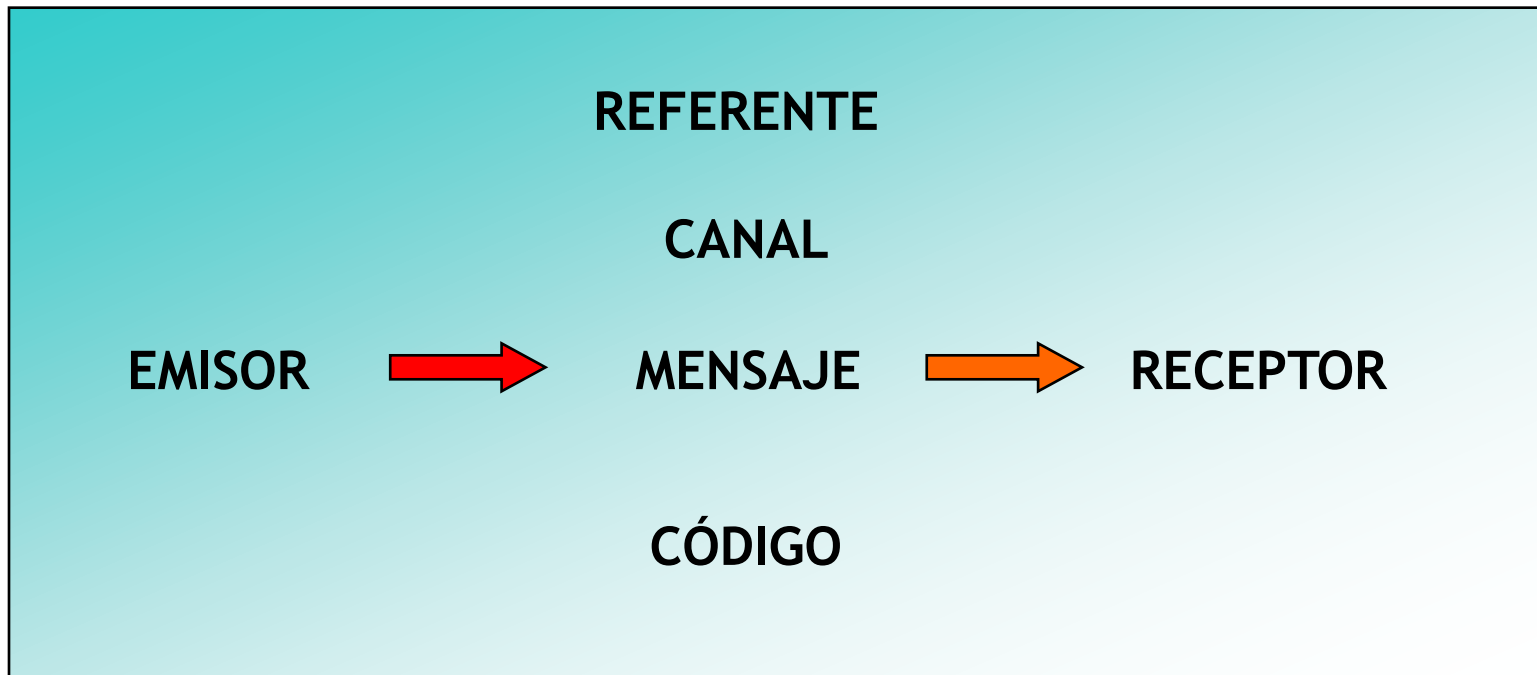 REFERENTE
CANAL
EMISOR MENSAJE RECEPTOR
CÓDIGO